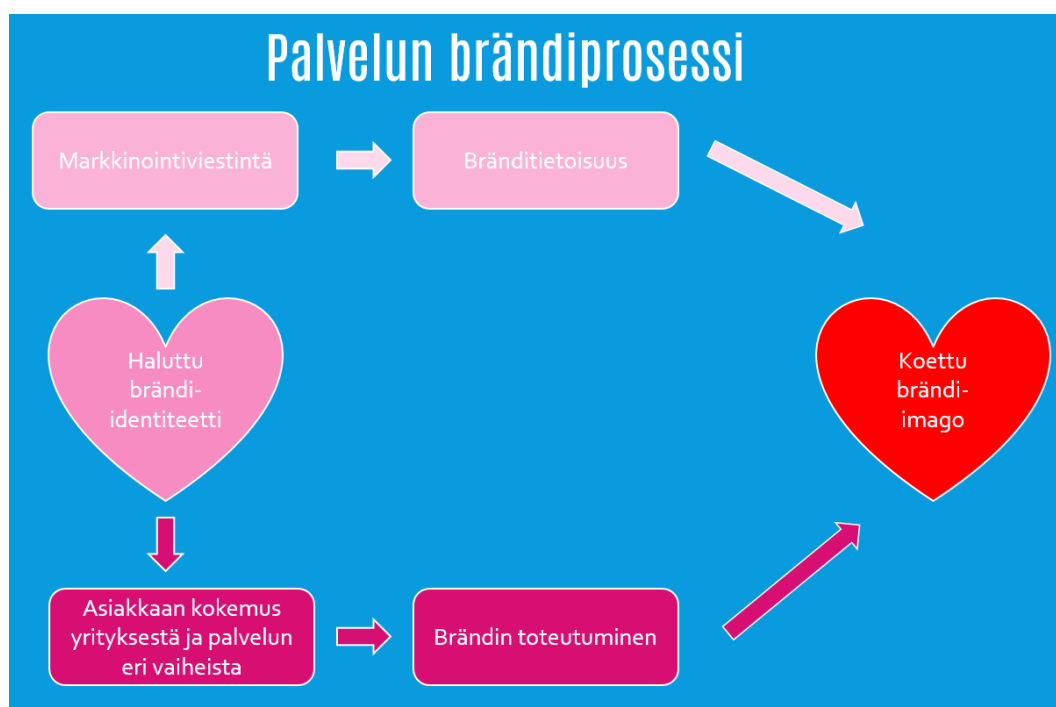 Palvelun brändiprosessi
Markkinointiviestintä
Bränditietoisuus
Haluttu
brändi-
identiteetti
Koettu
brändi-
imago
Asiakkaan kokemus
yrityksestä ja palvelun
eri vaiheista
Brändin toteutuminen